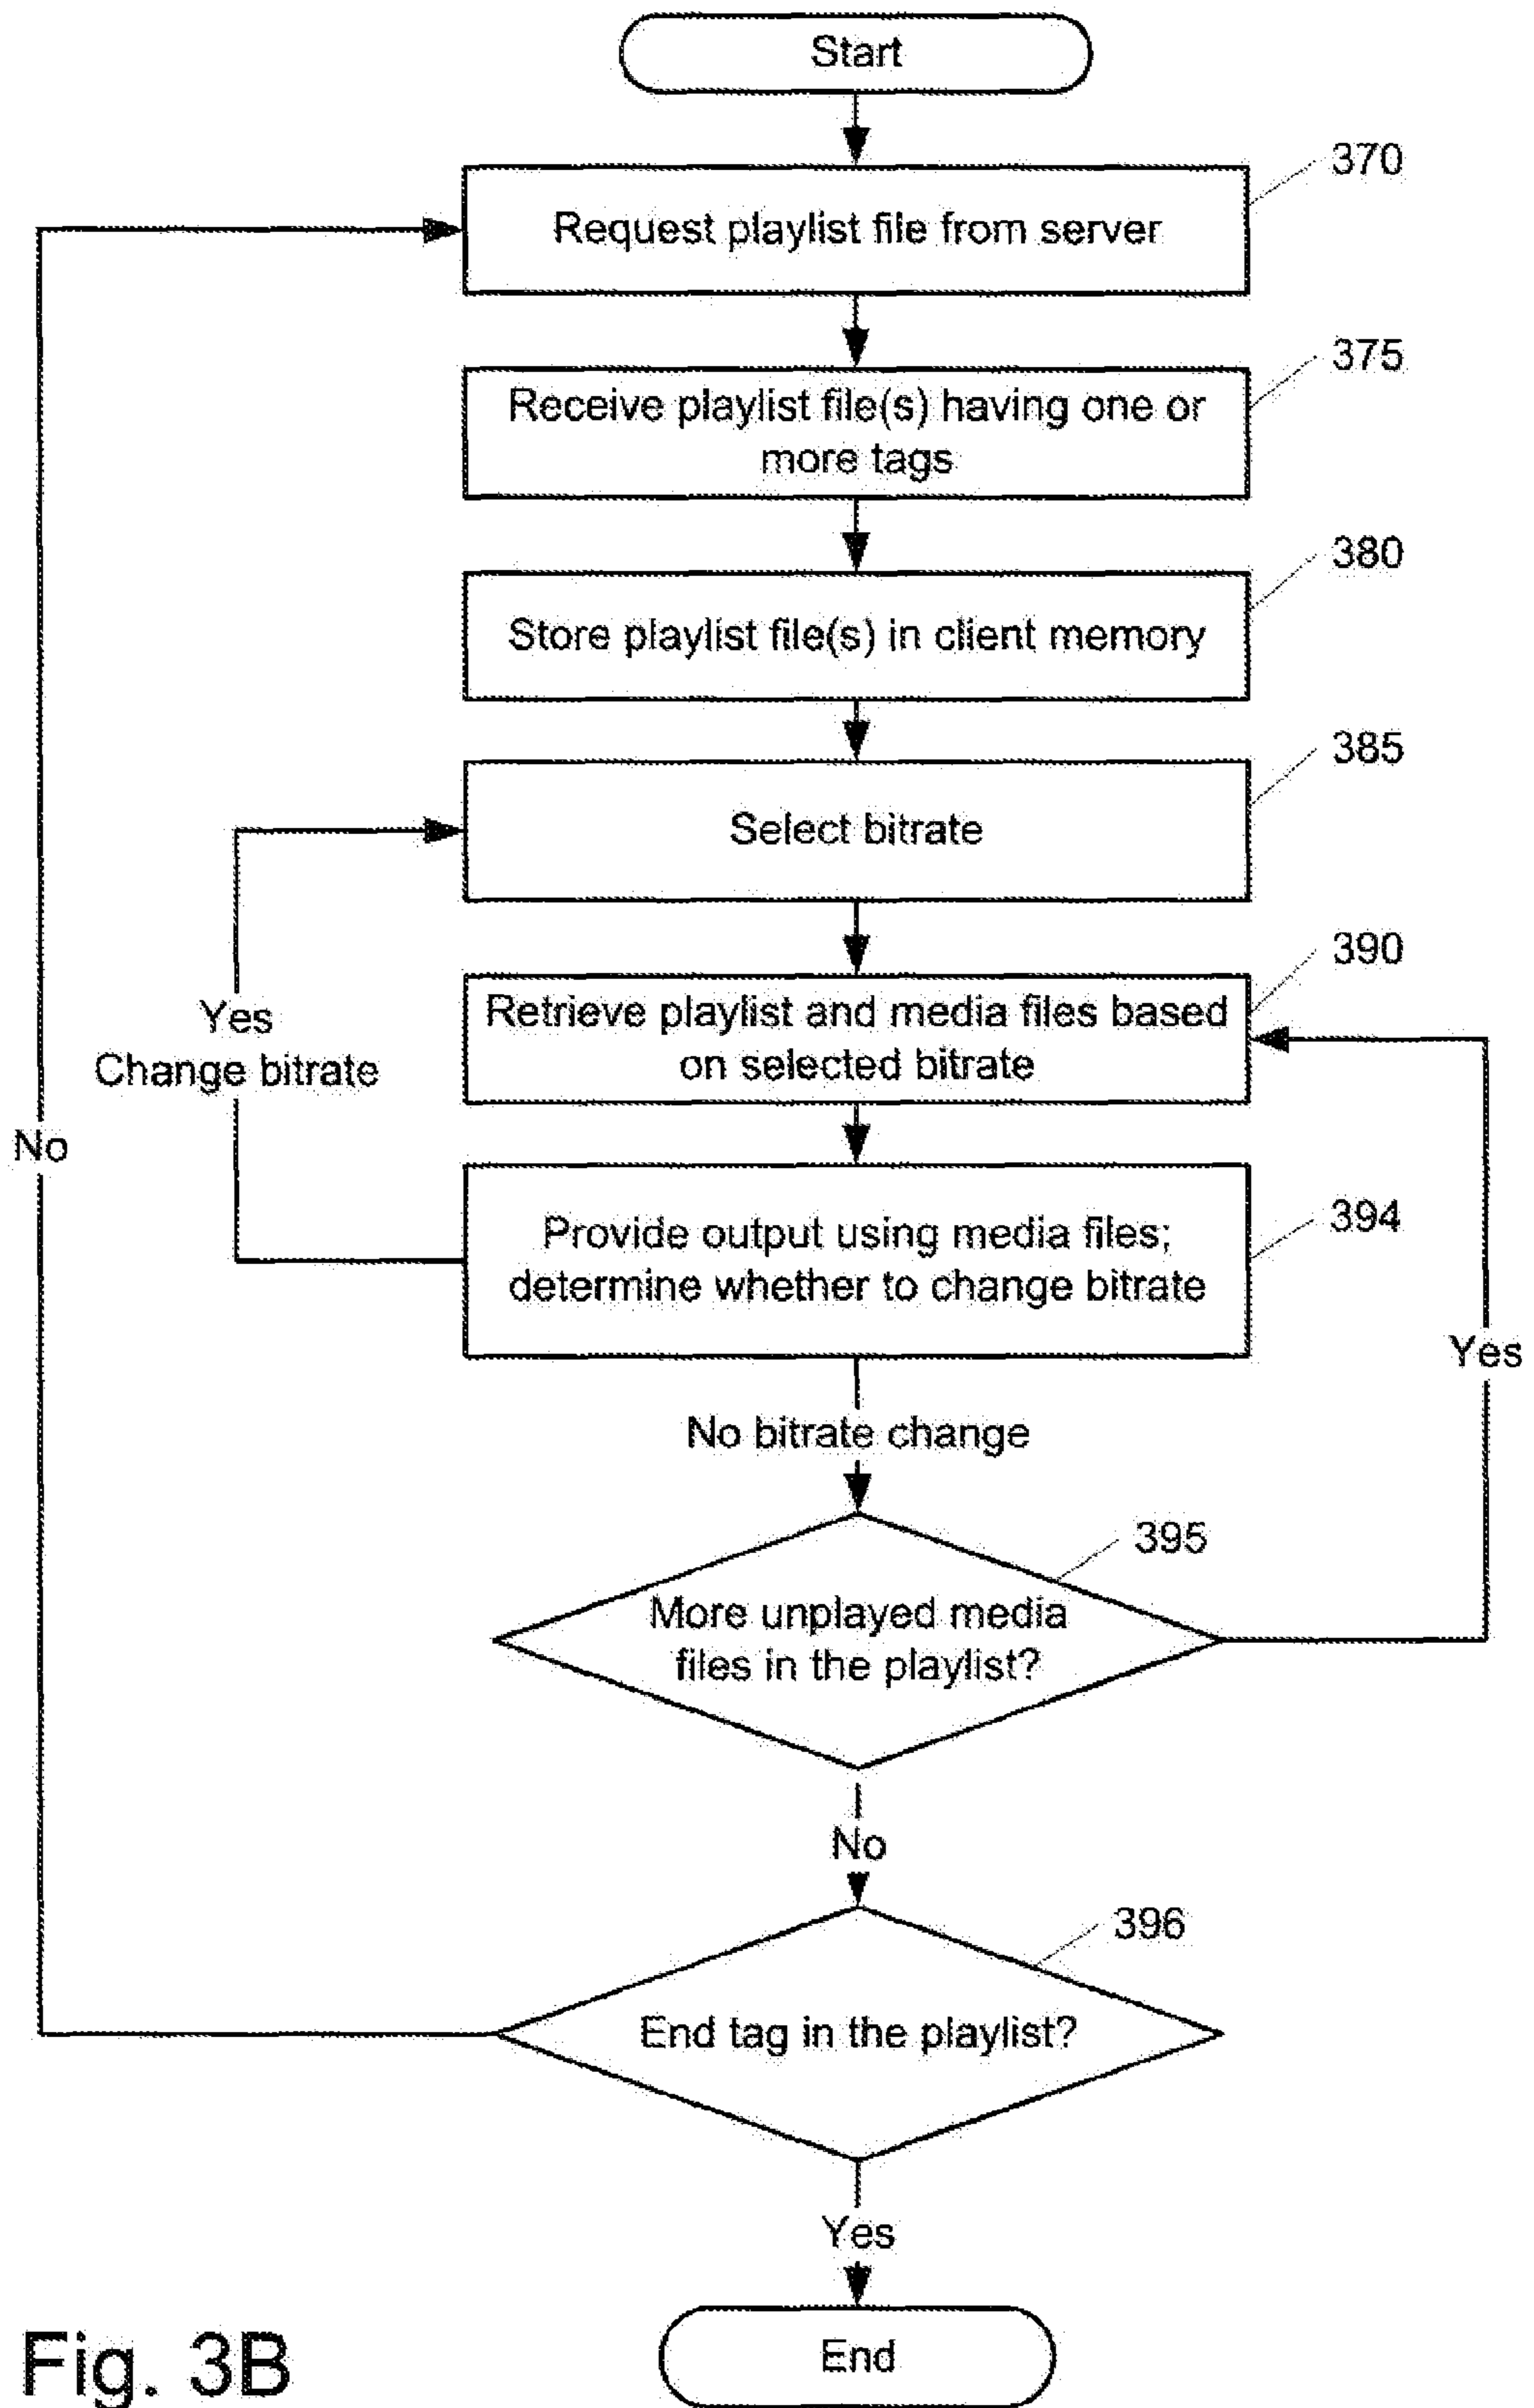 Start
370
Request playlist file from server
375
Receive playlist file(s) having one or
more tags
380
Store playlist file(s) in client memory
385
Select bitrate
390
Retrieve playlist and media files based
on selected bitrate
Yes
Change bitrate
No
394
Provide output using media files;
determine whether to change bitrate
Yes
No bitrate change
395
More unplayed media
files in the playlist?
No
396
End tag in the playlist?
Yes
End
Fig. 3B